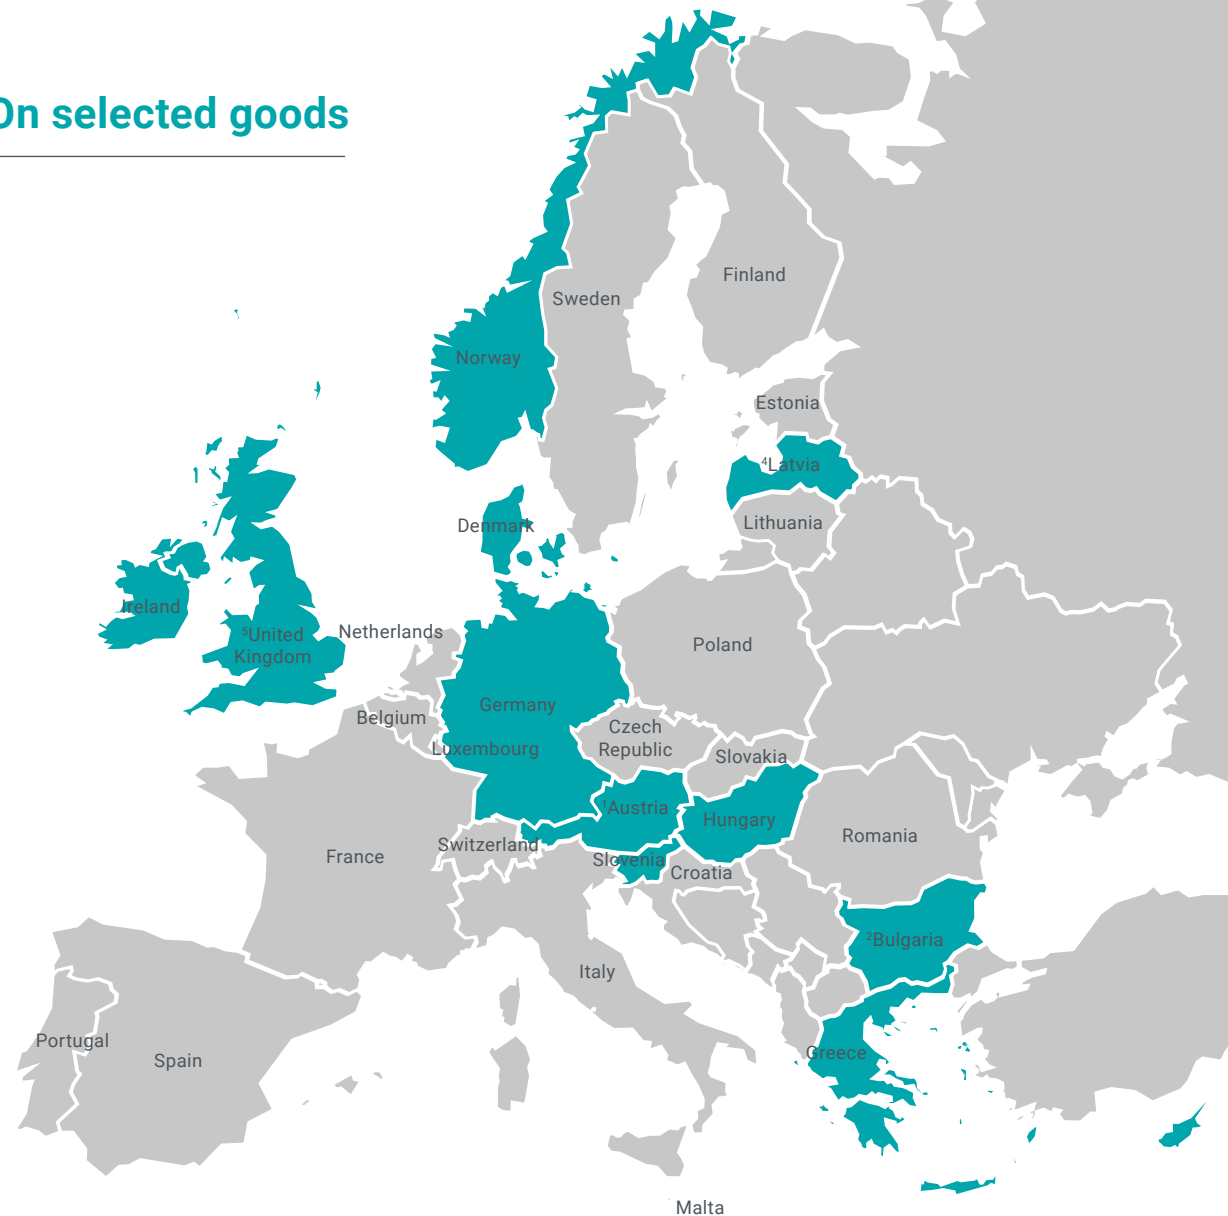 On selected goods
Finland
Sweden
Norway
Estonia
⁴Latvia
Lithuania
Denmark
Ireland
⁵United
Kingdom
Netherlands
Poland
Germany
Belgium
Czech
Republic
Luxembourg
Slovakia
¹Austria
Hungary
Romania
Switzerland
France
Slovenia
Croatia
²Bulgaria
Italy
Portugal
Spain
Greece
Malta